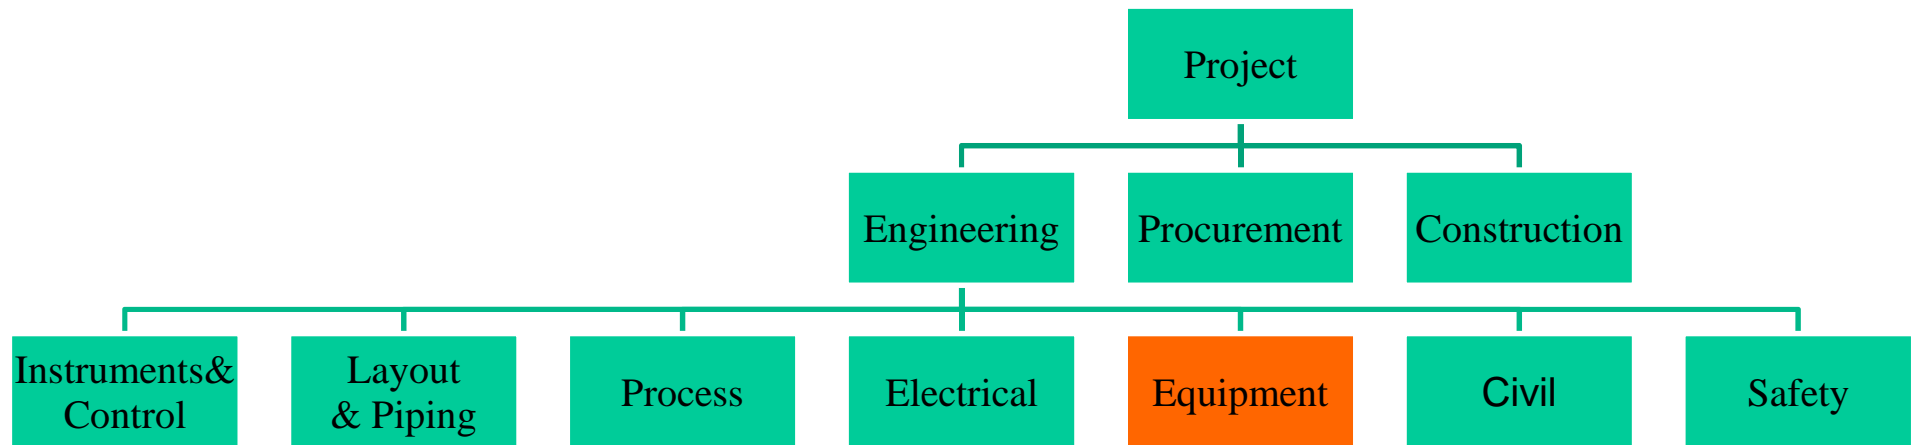 Project
Engineering
Procurement
Construction
Instruments&
Control
Layout
& Piping
Process
Electrical
Equipment
Civil
Safety